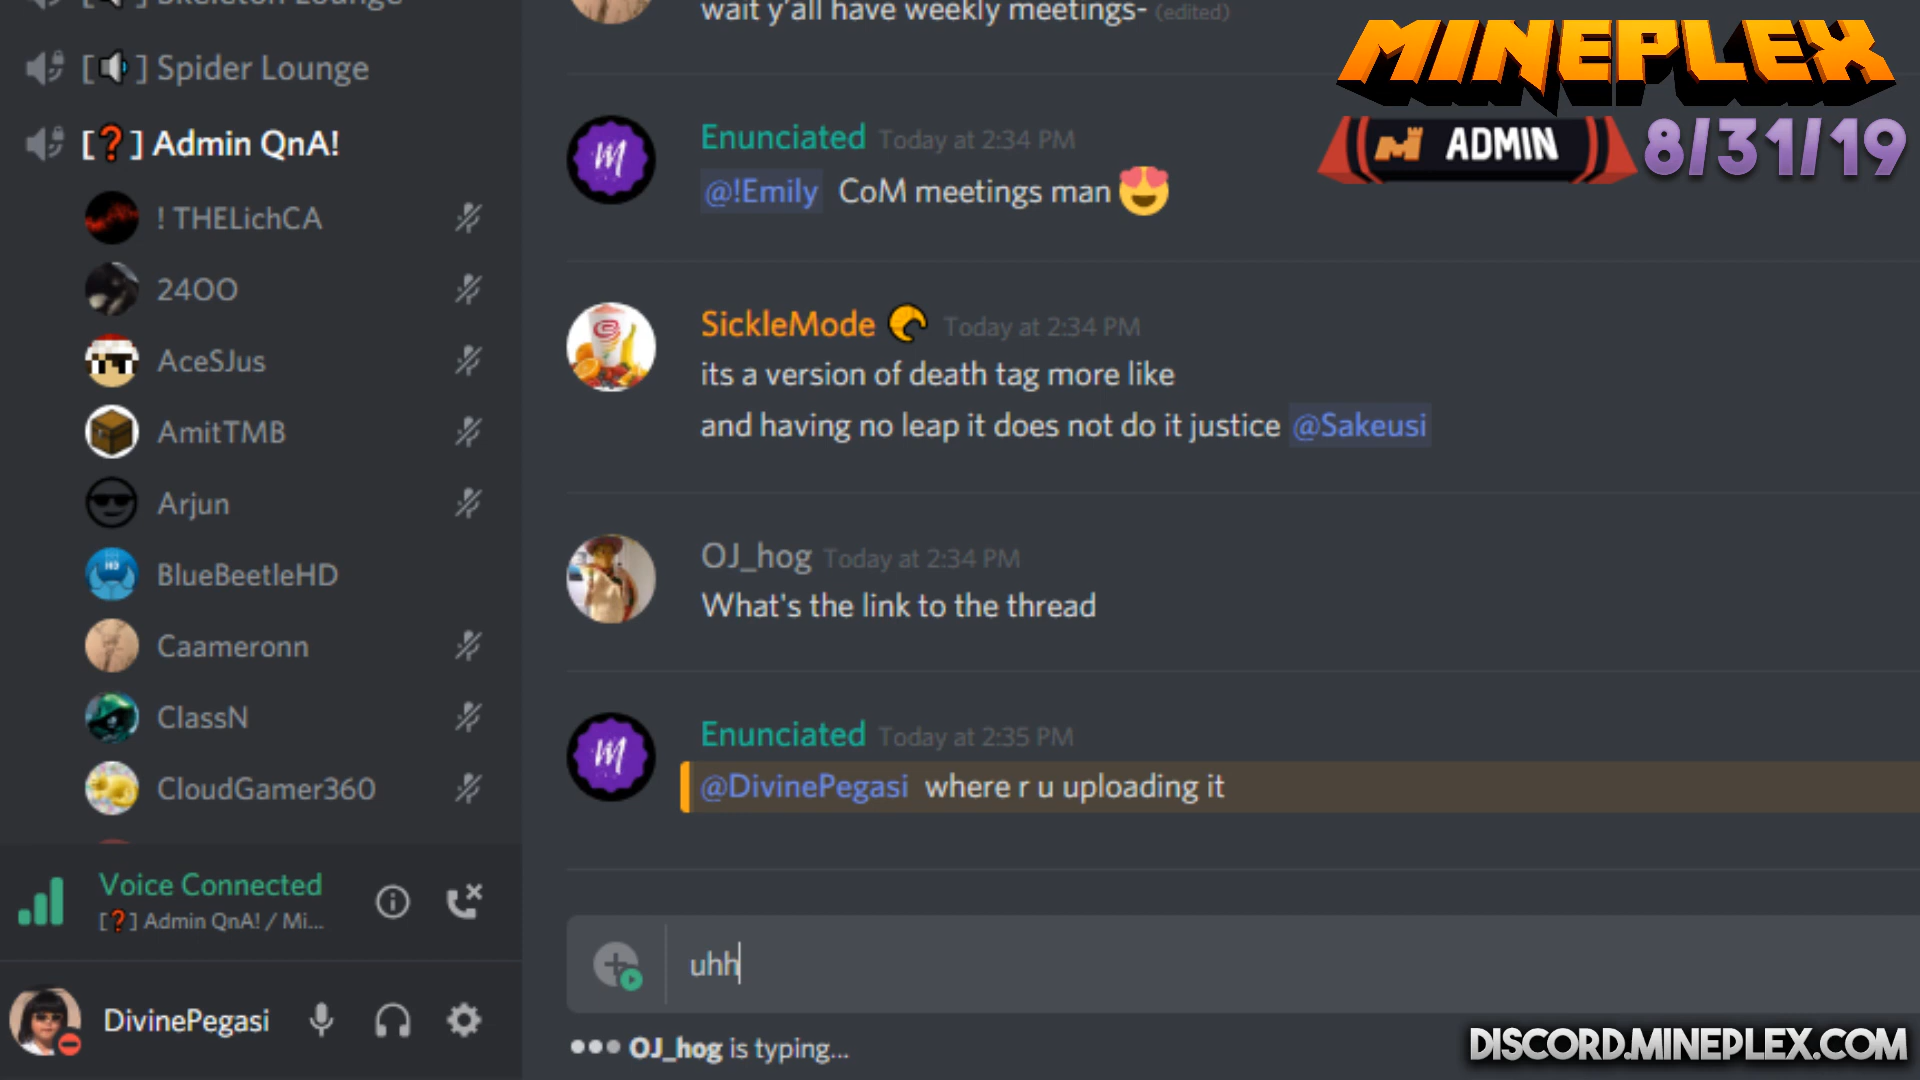 Skeleton Lounge
[🔈] Spider Lounge
[❓] Admin QnA!
! THELichCA
24OO
AceSJus
AmitTMB
Arjun
BlueBeetleHD
Caameronn
ClassN
CloudGamer360
Voice Connected
[❓] Admin QnA! / Mi...
DivinePegasi
wait y'all have weekly meetings- (edited)
Enunciated Today at 2:34 PM
@!Emily CoM meetings man 😍
SickleMode Today at 2:34 PM
its a version of death tag more like
and having no leap it does not do it justice @Sakeusi
OJ_hog Today at 2:34 PM
What's the link to the thread
Enunciated Today at 2:35 PM
@DivinePegasi where r u uploading it
uhh
OJ_hog is typing...
MINEPLEX
ADMIN 8/31/19
DISCORD.MINEPLEX.COM